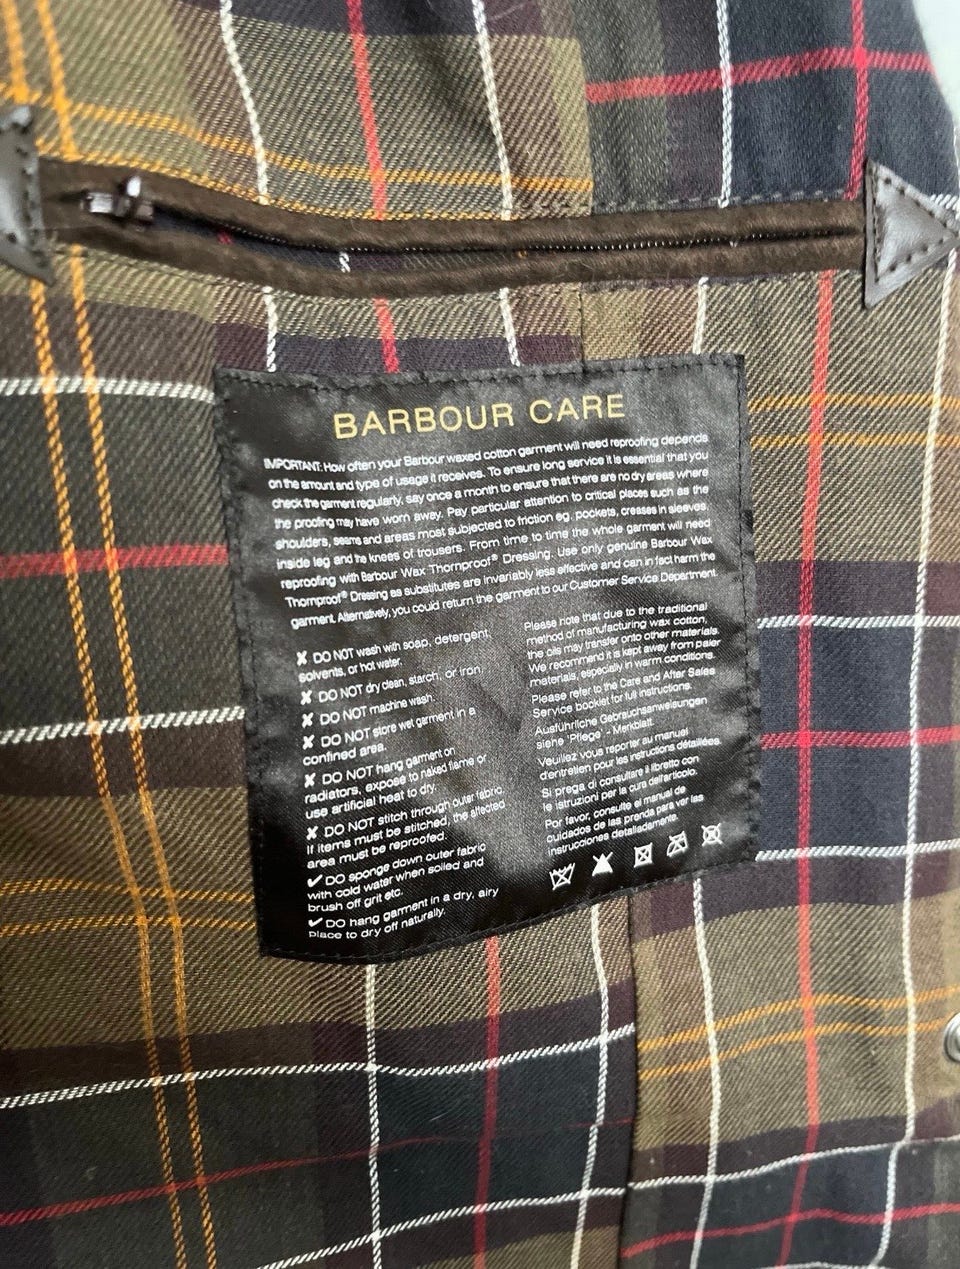 BARBOUR CARE
IMPORTANT: How often your Barbour waxed cotton garment will need reproofing depends
on the amount and type of usage it receives. To ensure long service it is essential that you
check the garment regularly, say once a month to ensure that there are no dry areas where
the proofing may have worn away. Pay particular attention to critical places such as the
shoulders, seams and areas most subjected to friction eg. pockets, creases in sleeves,
inside leg and the knees of trousers. From time to time the whole garment will need
reproofing with Barbour Wax Thornproof® Dressing. Use only genuine Barbour Wax
Thornproof® Dressing as substitutes are invariably less effective and can in fact harm the
garment. Alternatively, you could return the garment to our Customer Service Department.
✘ DO NOT wash with soap, detergent,
solvents, or hot water.
✘ DO NOT dry clean, starch, or iron.
✘ DO NOT machine wash.
✘ DO NOT store wet garment in a
confined area.
✘ DO NOT hang garment on
radiators, expose to naked flame or
use artificial heat to dry.
✘ DO NOT stitch through outer fabric.
If items must be stitched, the affected
area must be reproofed.
✔ DO sponge down outer fabric
with cold water when soiled and
brush off grit etc.
✔ DO hang garment in a dry, airy
place to dry off naturally.
Please note that due to the traditional
method of manufacturing wax cotton,
the oils may transfer onto other materials.
We recommend it is kept away from paler
materials, especially in warm conditions.
Please refer to the Care and After Sales
Service booklet for full instructions.
Ausführliche Gebrauchsanweisungen
siehe 'Pflege' - Merkblatt.
Veuillez vous reporter au manuel
d'entretien pour les instructions détaillées.
Si prega di consultare il libretto con
le istruzioni per la cura dell'articolo.
Por favor, consulte el manual de
cuidados de las prenda para ver las
instrucciones detalladamente.